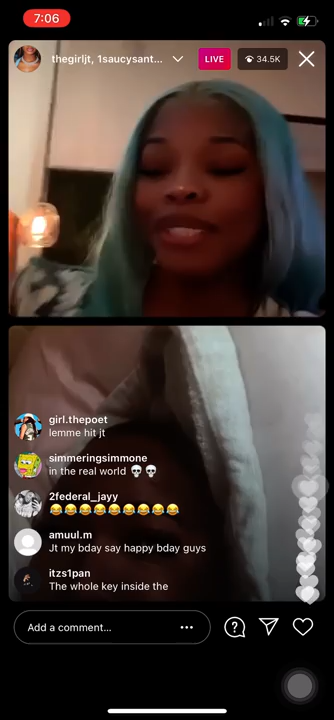 7:06
thegirljt, 1saucysant...
LIVE
34.5K
girl.thepoet
lemme hit jt
simmeringsimmone
in the real world 💀💀
2federal_jayy
😂😂😂😂😂😂😂😂😂
amuul.m
Jt my bday say happy bday guys
itzs1pan
The whole key inside the
Add a comment...